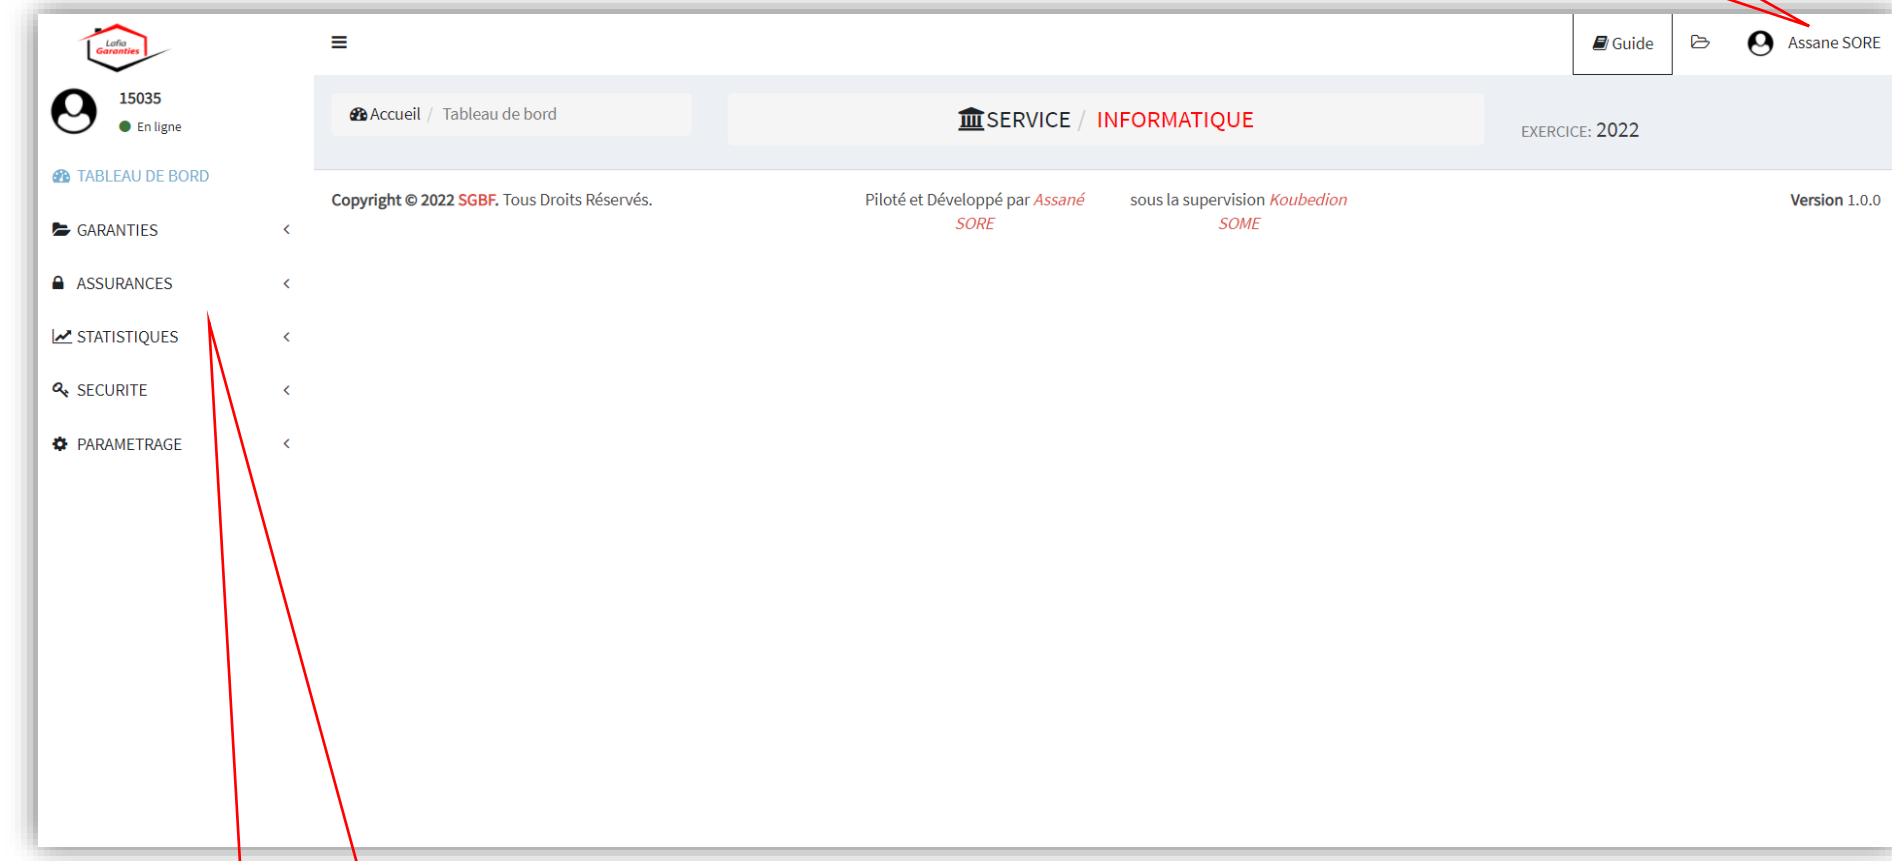 Lafia
Garanties
Guide
Assane SORE
15035
En ligne
Accueil / Tableau de bord
SERVICE / INFORMATIQUE
EXERCICE: 2022
TABLEAU DE BORD
GARANTIES
ASSURANCES
STATISTIQUES
SECURITE
PARAMETRAGE
Copyright © 2022 SGBF. Tous Droits Réservés.
Piloté et Développé par Assané
SORE
sous la supervision Koubedion
SOME
Version 1.0.0